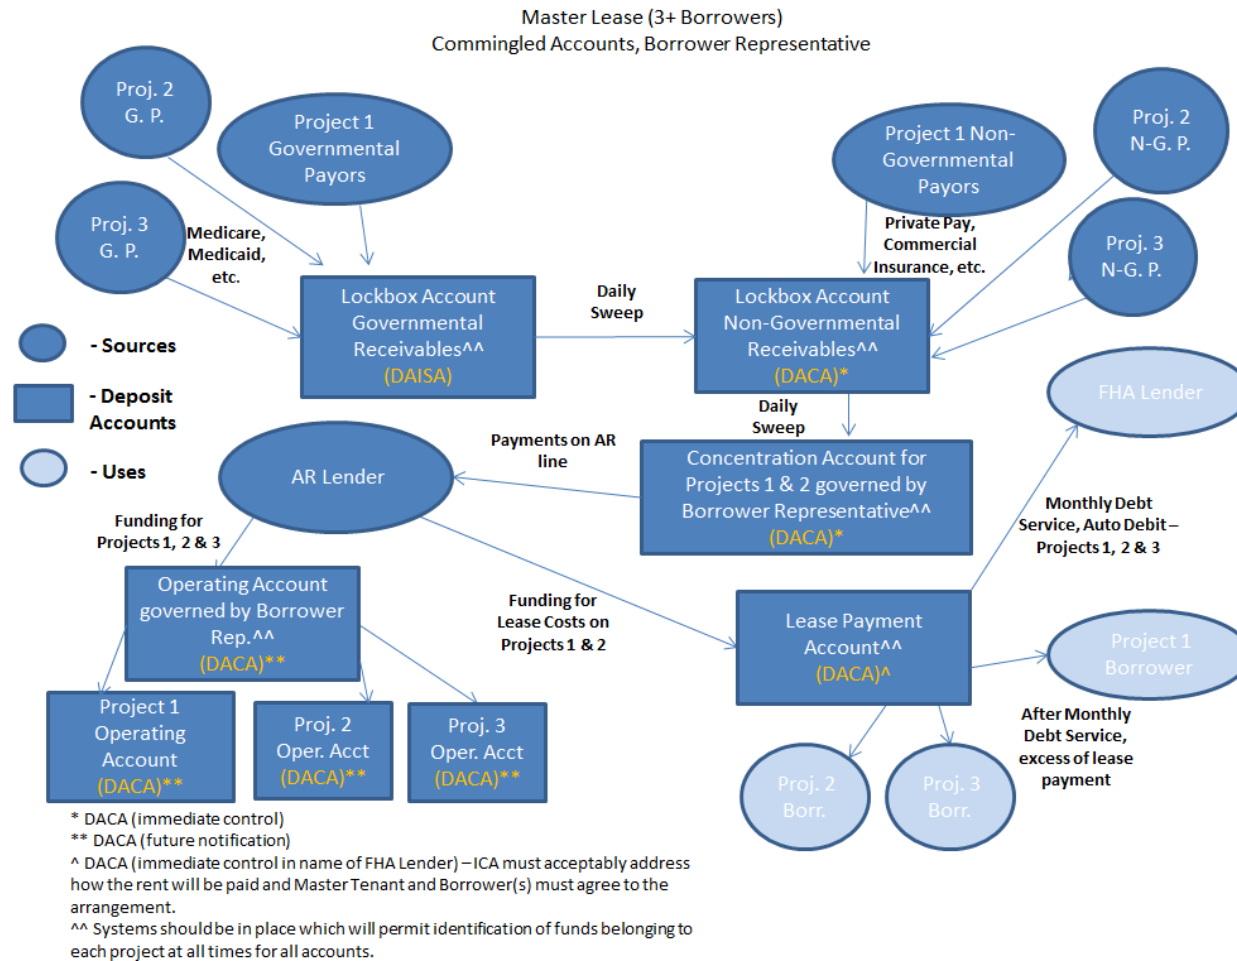 Master Lease (3+ Borrowers)
Commingled Accounts, Borrower Representative
Proj. 2
G. P.
Project 1
Governmental
Payors
Project 1 Non-
Governmental
Payors
Proj. 2
N-G. P.
Proj. 3
G. P.
Medicare,
Medicaid,
etc.
Private Pay,
Commercial
Insurance, etc.
Proj. 3
N-G. P.
Lockbox Account
Governmental
Receivables^^
(DAISA)
Daily
Sweep
Lockbox Account
Non-Governmental
Receivables^^
(DACA)*
- Sources
- Deposit
Accounts
- Uses
FHA Lender
Daily
Sweep
Payments on AR
line
AR Lender
Concentration Account for
Projects 1 & 2 governed by
Borrower Representative^^
(DACA)*
Monthly Debt
Service, Auto Debit –
Projects 1, 2 & 3
Funding for
Projects 1, 2 & 3
Operating Account
governed by Borrower
Rep.^^
(DACA)**
Funding for
Lease Costs on
Projects 1 & 2
Lease Payment
Account^^
(DACA)^
Project 1
Borrower
Project 1
Operating
Account
(DACA)**
Proj. 2
Oper. Acct
(DACA)**
Proj. 3
Oper. Acct
(DACA)**
After Monthly
Debt Service,
excess of lease
payment
Proj. 2
Borr.
Proj. 3
Borr.
* DACA (immediate control)
** DACA (future notification)
^ DACA (immediate control in name of FHA Lender) – ICA must acceptably address
how the rent will be paid and Master Tenant and Borrower(s) must agree to the
arrangement.
^^ Systems should be in place which will permit identification of funds belonging to
each project at all times for all accounts.